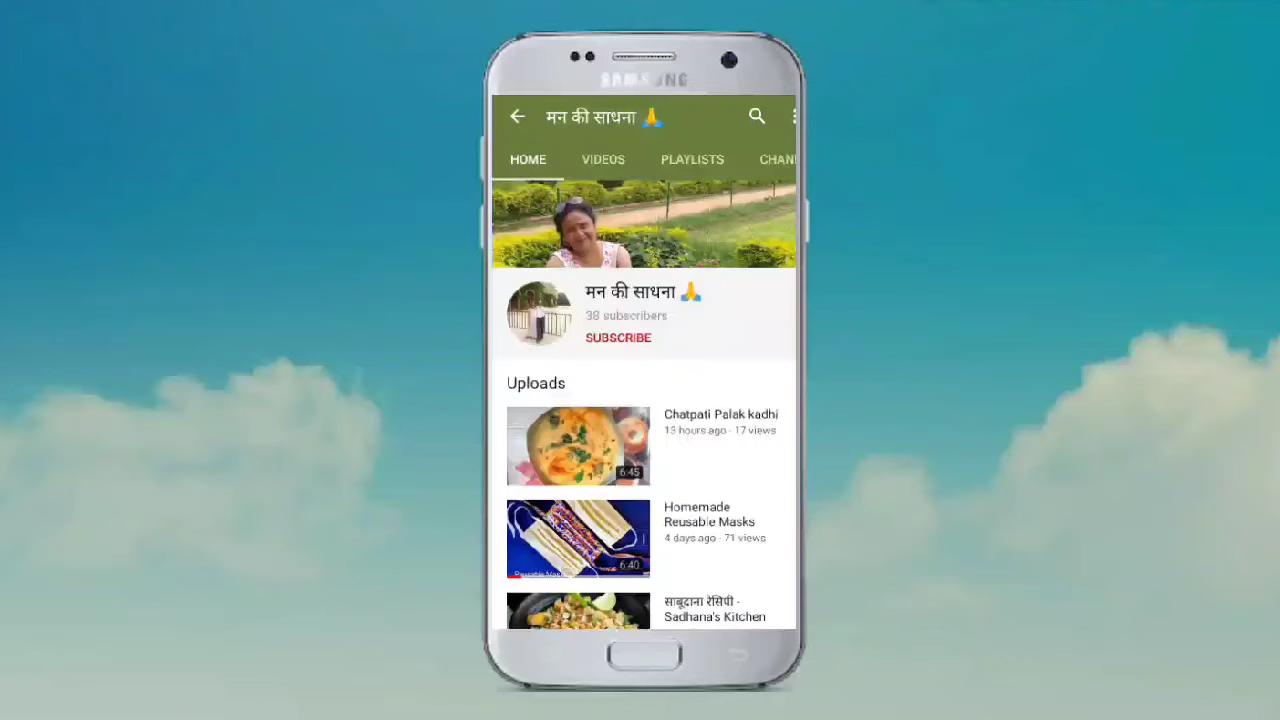 SAMSUNG
मन की साधना 🙏
HOME VIDEOS PLAYLISTS CHAN
मन की साधना 🙏
38 subscribers
SUBSCRIBE
Uploads
Chatpati Palak kadhi
13 hours ago · 17 views
6:45
Homemade
Reusable Masks
4 days ago · 71 views
6:40
साबूदाना रेसिपी -
Sadhana's Kitchen